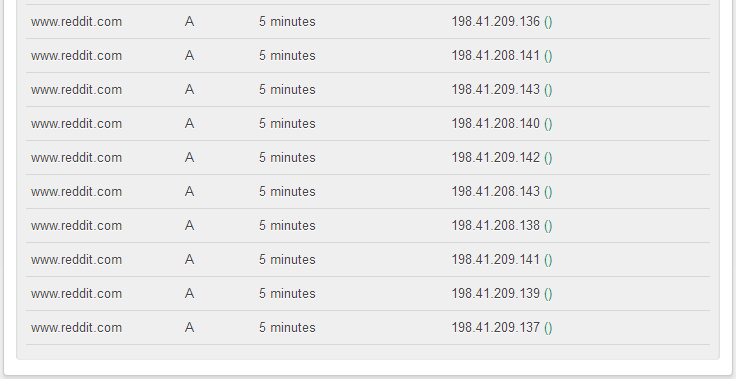 www.reddit.com A 5 minutes 198.41.209.136 ()
www.reddit.com A 5 minutes 198.41.208.141 ()
www.reddit.com A 5 minutes 198.41.209.143 ()
www.reddit.com A 5 minutes 198.41.208.140 ()
www.reddit.com A 5 minutes 198.41.209.142 ()
www.reddit.com A 5 minutes 198.41.208.143 ()
www.reddit.com A 5 minutes 198.41.208.138 ()
www.reddit.com A 5 minutes 198.41.209.141 ()
www.reddit.com A 5 minutes 198.41.209.139 ()
www.reddit.com A 5 minutes 198.41.209.137 ()